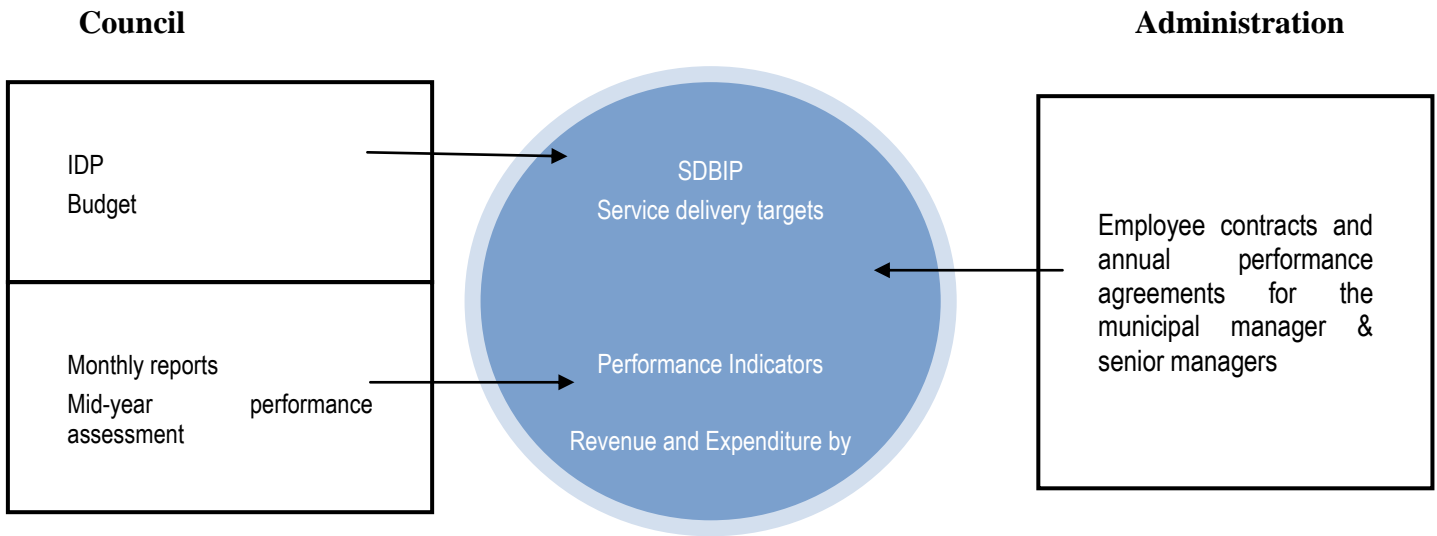 Council
Administration
IDP
Budget
Monthly reports
Mid-year performance
assessment
SDBIP
Service delivery targets
Performance Indicators
Revenue and Expenditure by
Employee contracts and
annual performance
agreements for the
municipal manager &
senior managers